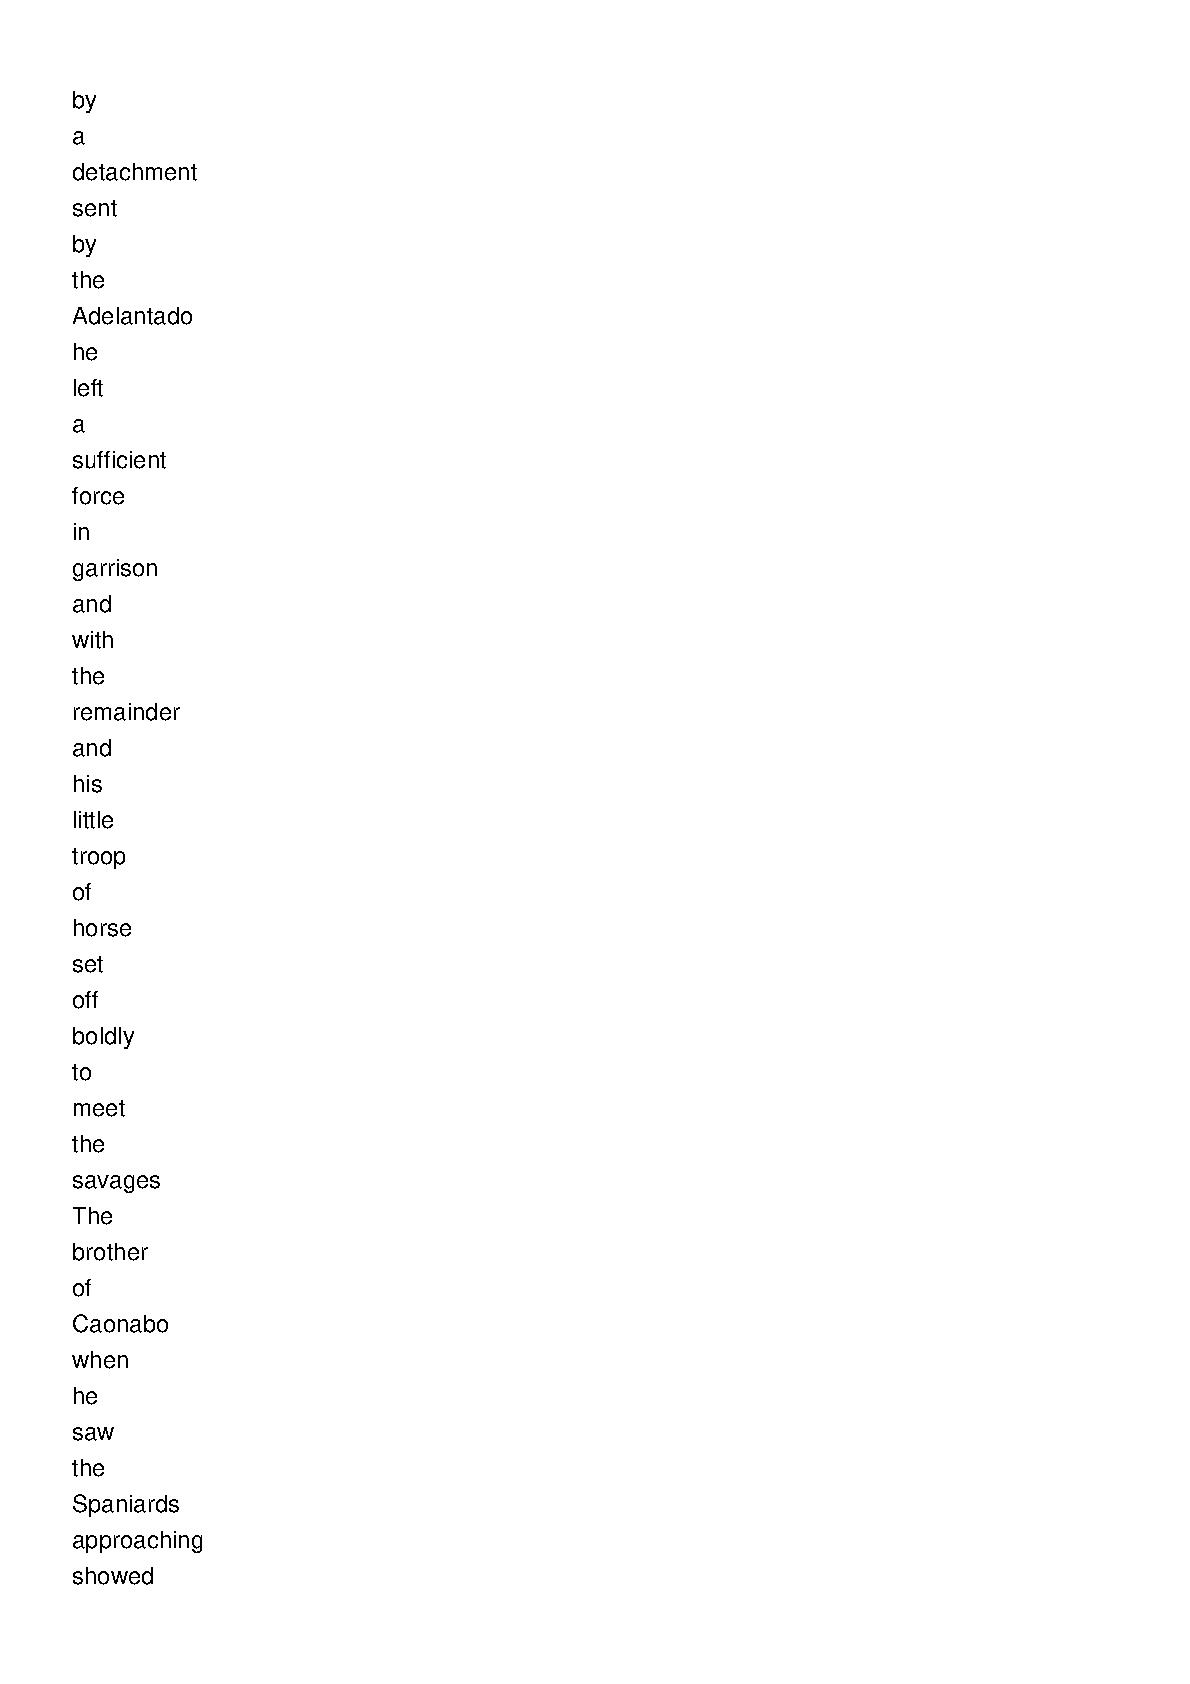 by
a
detachment
sent
by
the
Adelantado
he
left
a
sufficient
force
in
garrison
and
with
the
remainder
and
his
little
troop
of
horse
set
off
boldly
to
meet
the
savages
The
brother
of
Caonabo
when
he
saw
the
Spaniards
approaching
showed